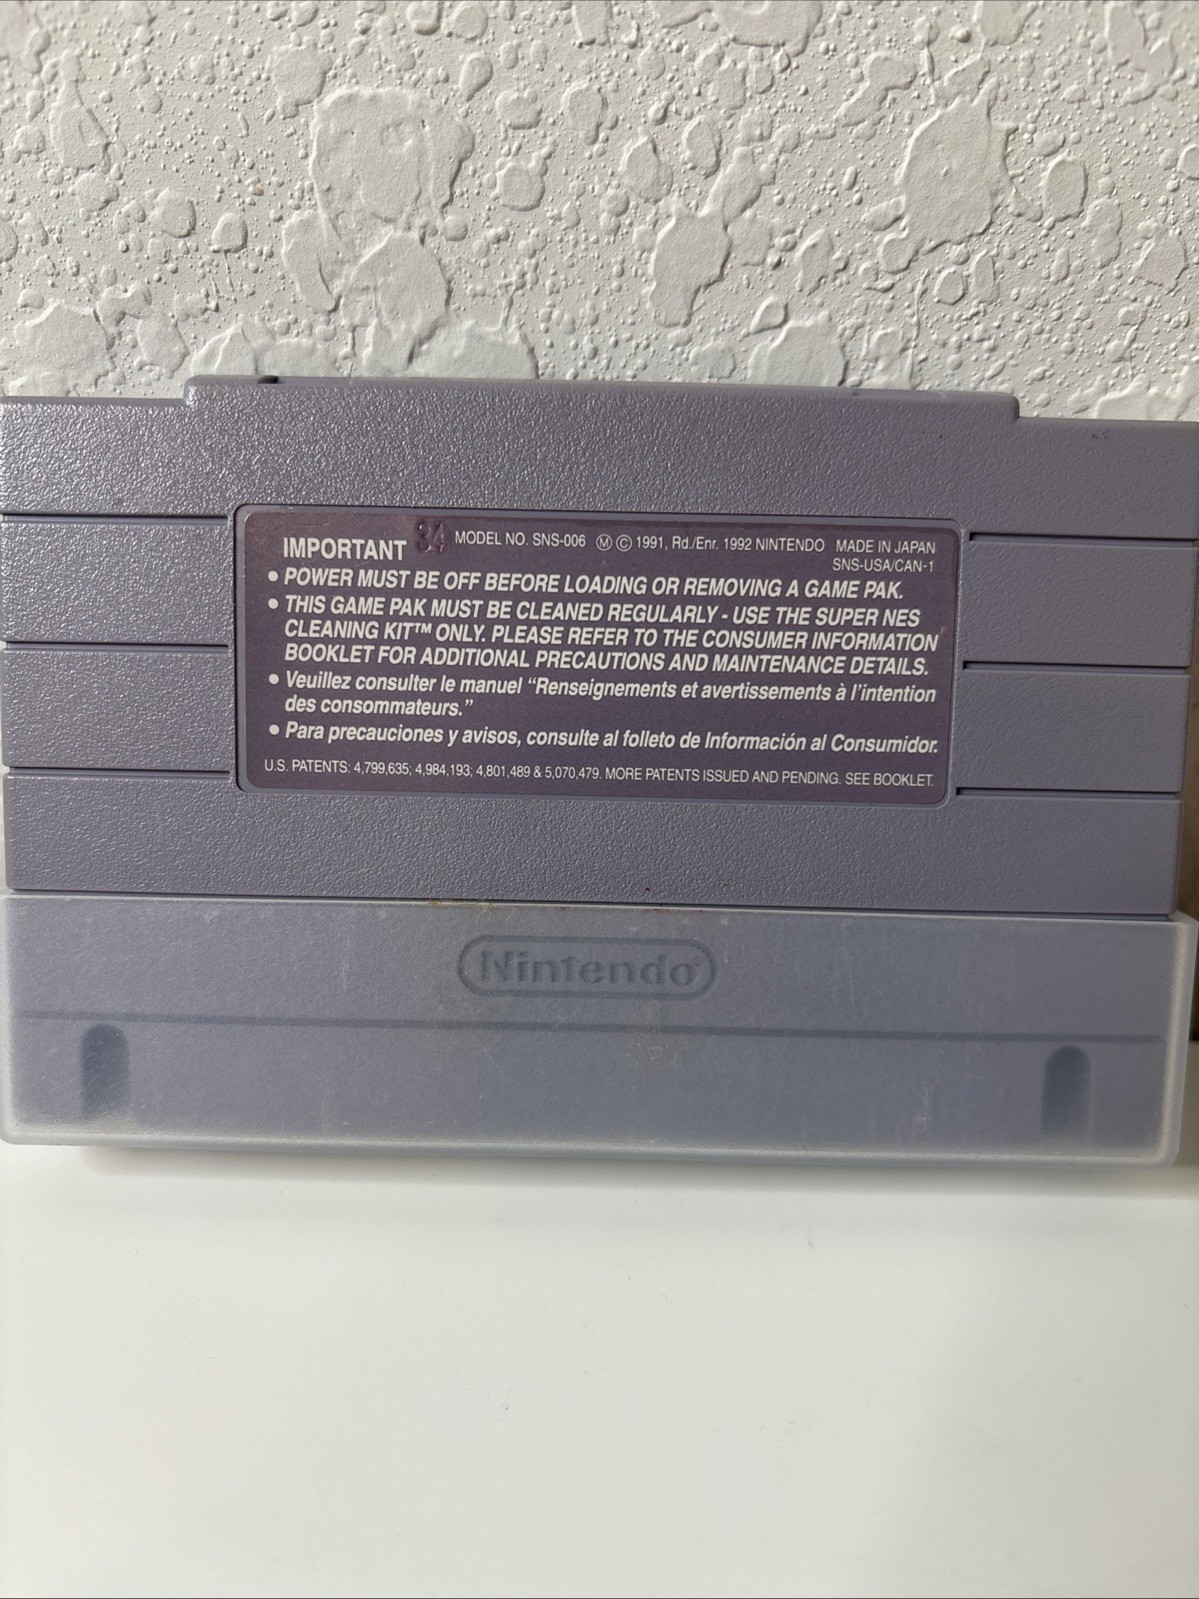 IMPORTANT 34 MODEL NO. SNS-006 Ⓜ © 1991, Rd./Enr. 1992 NINTENDO MADE IN JAPAN
SNS-USA/CAN-1
● POWER MUST BE OFF BEFORE LOADING OR REMOVING A GAME PAK.
● THIS GAME PAK MUST BE CLEANED REGULARLY - USE THE SUPER NES
CLEANING KIT™ ONLY. PLEASE REFER TO THE CONSUMER INFORMATION
BOOKLET FOR ADDITIONAL PRECAUTIONS AND MAINTENANCE DETAILS.
● Veuillez consulter le manuel “Renseignements et avertissements à l’intention
des consommateurs.”
● Para precauciones y avisos, consulte al folleto de Información al Consumidor.
U.S. PATENTS: 4,799,635; 4,984,193; 4,801,489 & 5,070,479. MORE PATENTS ISSUED AND PENDING. SEE BOOKLET.
Nintendo